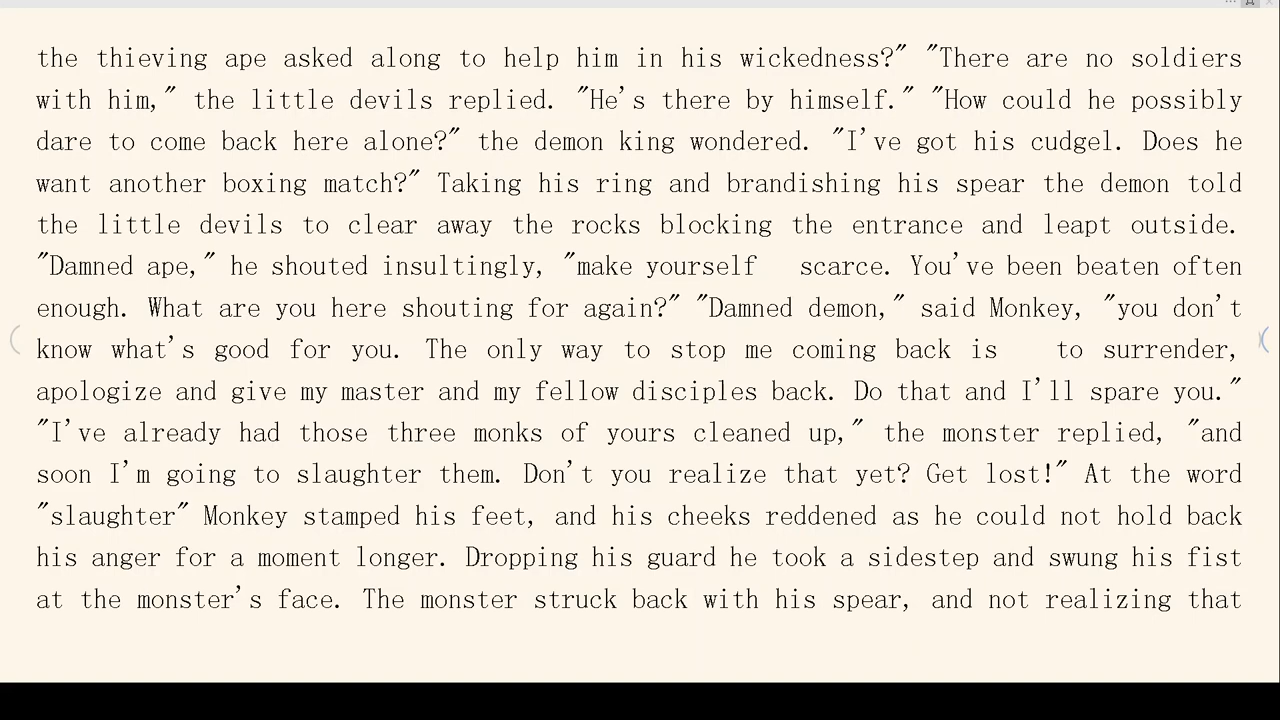 the thieving ape asked along to help him in his wickedness?" "There are no soldiers
with him," the little devils replied. "He's there by himself." "How could he possibly
dare to come back here alone?" the demon king wondered. "I've got his cudgel. Does he
want another boxing match?" Taking his ring and brandishing his spear the demon told
the little devils to clear away the rocks blocking the entrance and leapt outside.
"Damned ape," he shouted insultingly, "make yourself scarce. You've been beaten often
enough. What are you here shouting for again?" "Damned demon," said Monkey, "you don't
know what's good for you. The only way to stop me coming back is to surrender,
apologize and give my master and my fellow disciples back. Do that and I'll spare you."
"I've already had those three monks of yours cleaned up," the monster replied, "and
soon I'm going to slaughter them. Don't you realize that yet? Get lost!" At the word
"slaughter" Monkey stamped his feet, and his cheeks reddened as he could not hold back
his anger for a moment longer. Dropping his guard he took a sidestep and swung his fist
at the monster's face. The monster struck back with his spear, and not realizing that